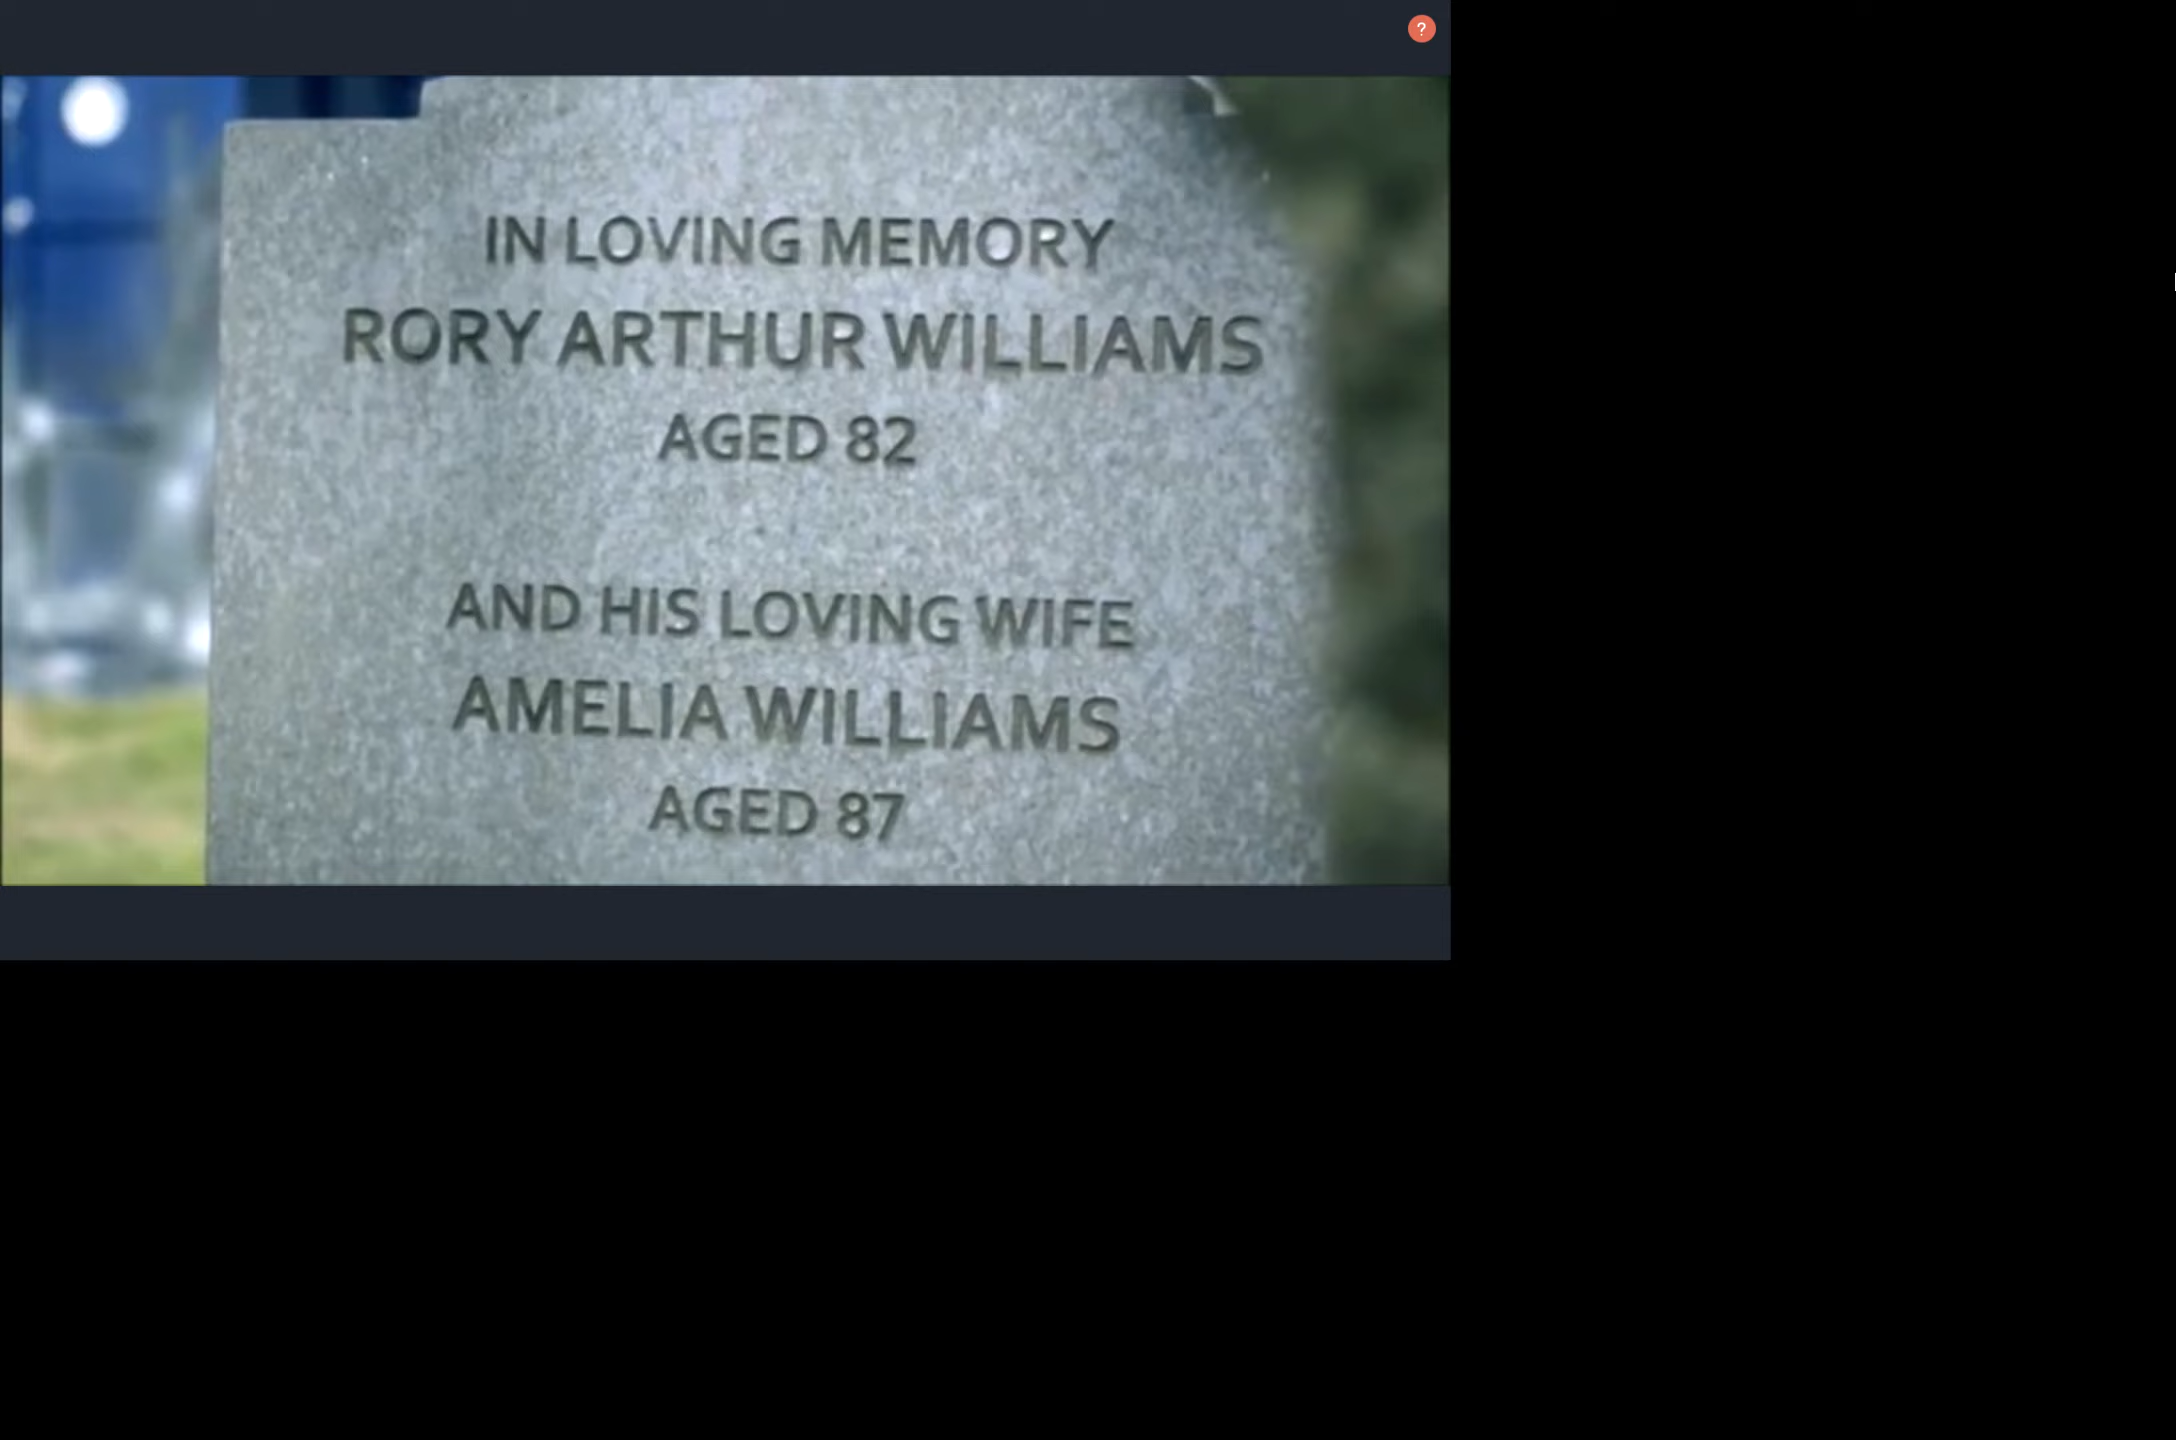 ?
IN LOVING MEMORY
RORY ARTHUR WILLIAMS
AGED 82
AND HIS LOVING WIFE
AMELIA WILLIAMS
AGED 87